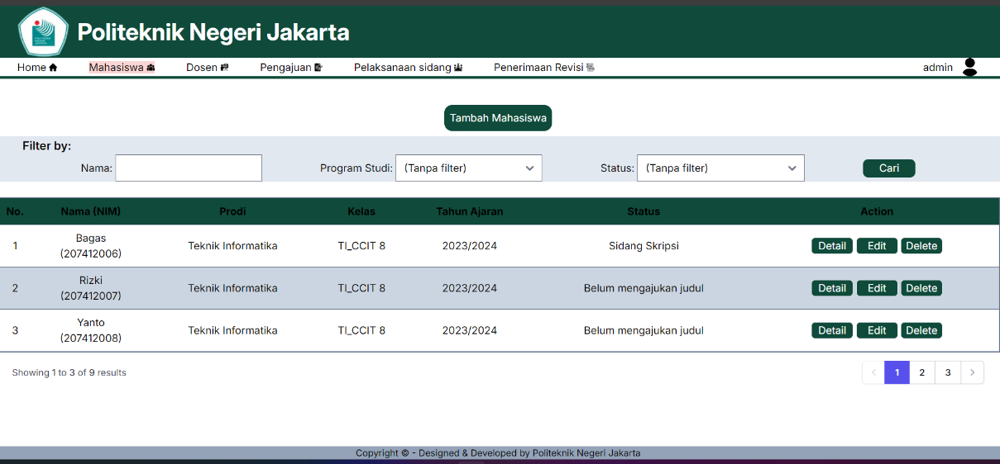 Politeknik Negeri Jakarta
Home Mahasiswa Dosen Pengajuan Pelaksanaan sidang Penerimaan Revisi admin
Tambah Mahasiswa
Filter by:
Nama: Program Studi: (Tanpa filter) Status: (Tanpa filter) Cari
No. Nama (NIM) Prodi Kelas Tahun Ajaran Status Action
1 Bagas (207412006) Teknik Informatika TI_CCIT 8 2023/2024 Sidang Skripsi Detail Edit Delete
2 Rizki (207412007) Teknik Informatika TI_CCIT 8 2023/2024 Belum mengajukan judul Detail Edit Delete
3 Yanto (207412008) Teknik Informatika TI_CCIT 8 2023/2024 Belum mengajukan judul Detail Edit Delete
Showing 1 to 3 of 9 results < 1 2 3 >
Copyright © - Designed & Developed by Politeknik Negeri Jakarta